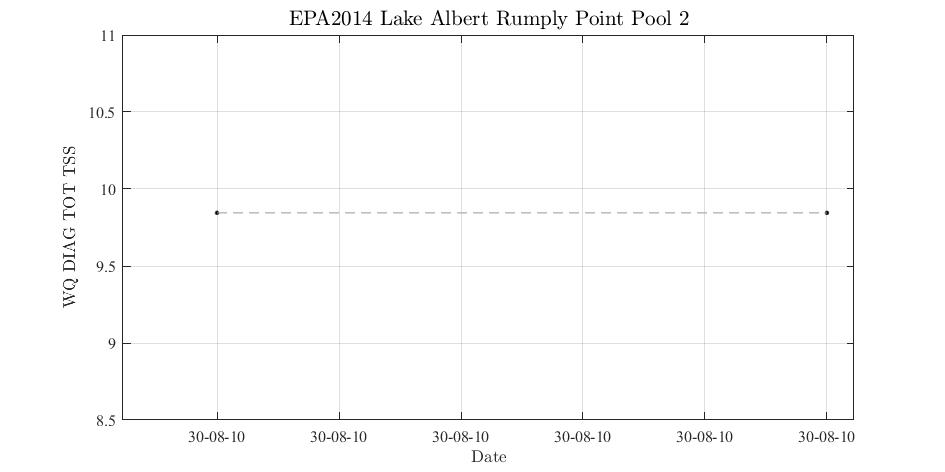 EPA2014 Lake Albert Rumply Point Pool 2
11
10.5
10
9.5
9
8.5
WQ DIAG TOT TSS
30-08-10 30-08-10 30-08-10 30-08-10 30-08-10 30-08-10
Date